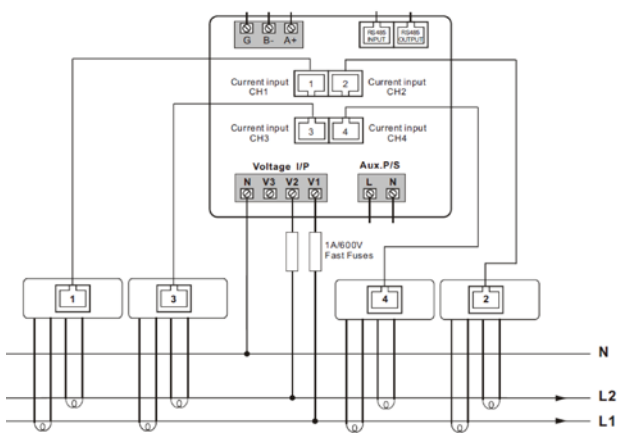 G B- A+
RS485
INPUT
RS485
OUTPUT
Current input
CH1
1 2
Current input
CH2
Current input
CH3
3 4
Current input
CH4
Voltage I/P
Aux.P/S
N V3 V2 V1
L N
1A/600V
Fast Fuses
1
3
4
2
N
L2
L1